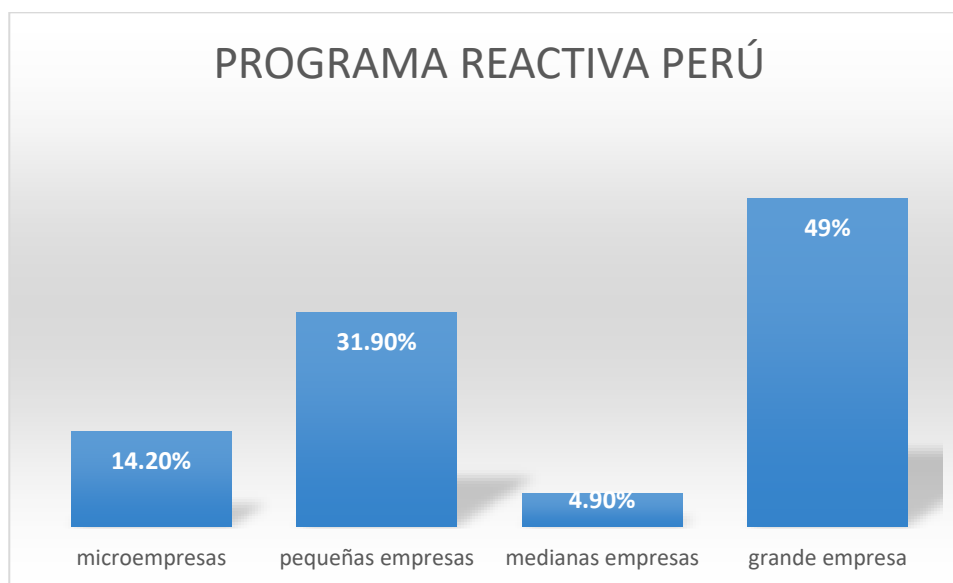 PROGRAMA REACTIVA PERÚ
49%
31.90%
14.20%
4.90%
microempresas pequeñas empresas medianas empresas grande empresa